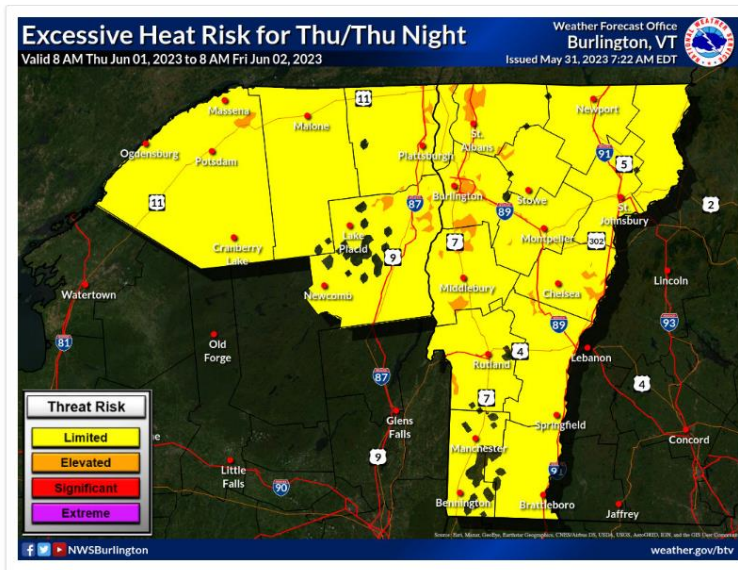 Excessive Heat Risk for Thu/Thu Night
Valid 8 AM Thu Jun 01, 2023 to 8 AM Fri Jun 02, 2023
Weather Forecast Office
Burlington, VT
Issued May 31, 2023 7:22 AM EDT
NATIONAL WEATHER SERVICE
Massena
11
Malone
Newport
Ogdensburg
Potsdam
Plattsburgh
St.
Albans
91
5
11
87
Burlington
89
Stowe
St.
Johnsbury
2
Lake
Placid
9
7
Montpelier
302
Cranberry
Lake
Watertown
Newcomb
Middlebury
Chelsea
Lincoln
81
Old
Forge
89
93
87
Rutland
4
Lebanon
4
Threat Risk
Limited
Elevated
Significant
Extreme
7
Glens
Falls
Springfield
Manchester
Concord
9
Little
Falls
90
Bennington
Brattleboro
Jaffrey
NWSBurlington
weather.gov/btv